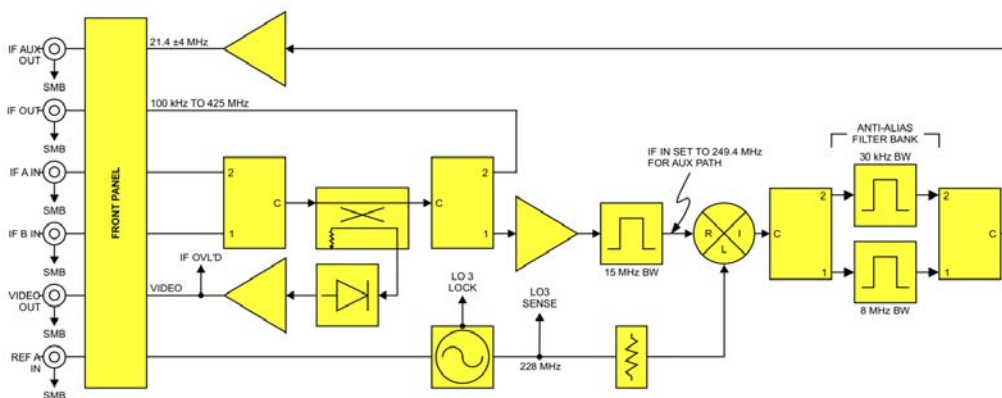 IF AUX
OUT
SMB
21.4 ±4 MHz
IF OUT
SMB
100 kHz TO 425 MHz
IF A IN
SMB
IF B IN
SMB
FRONT PANEL
2
C
1
2
C
1
IF OVL'D
VIDEO
OUT
SMB
VIDEO
REF A
IN
SMB
LO 3
LOCK
LO3
SENSE
228 MHz
15 MHz BW
IF IN SET TO 249.4 MHz
FOR AUX PATH
R
I
L
ANTI-ALIAS
FILTER BANK
30 kHz BW
C
2
1
2
C
1
8 MHz BW